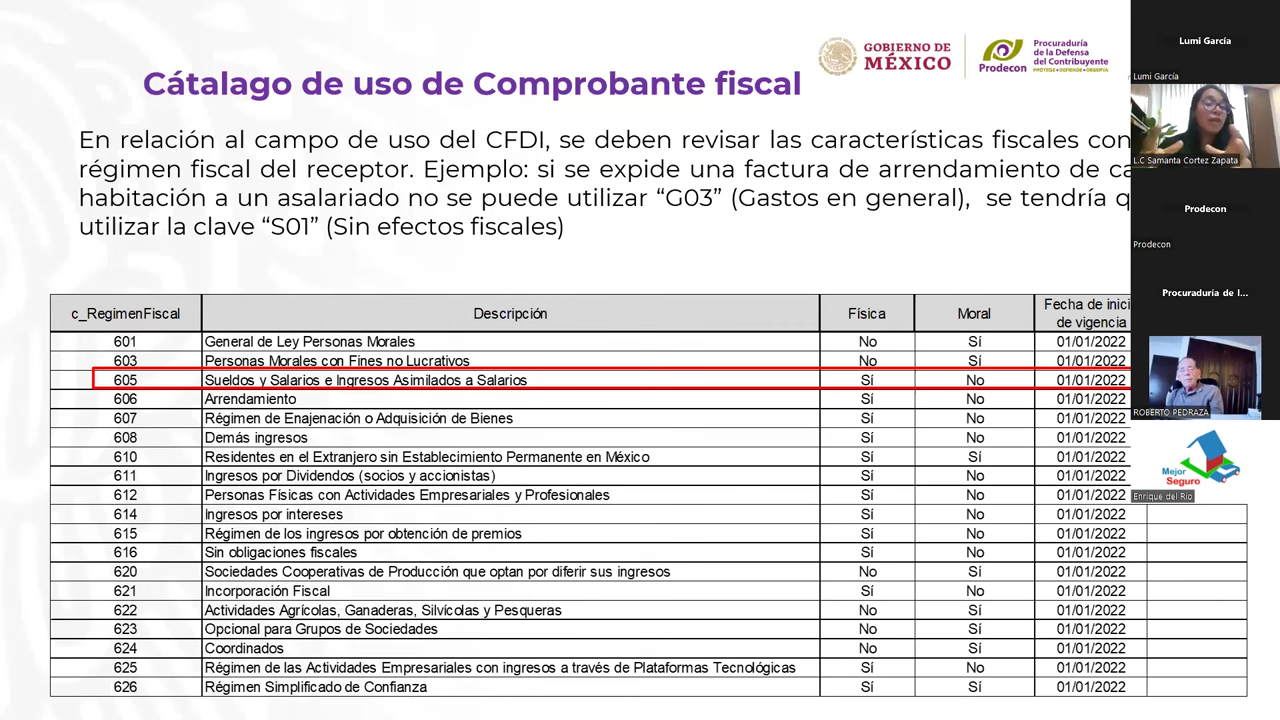 GOBIERNO DE
MÉXICO
Prodecon
Procuraduría
de la Defensa
del Contribuyente
PROTEGE • DEFIENDE • OBSERVA
Cátalago de uso de Comprobante fiscal
En relación al campo de uso del CFDI, se deben revisar las características fiscales con
régimen fiscal del receptor. Ejemplo: si se expide una factura de arrendamiento de ca
habitación a un asalariado no se puede utilizar “G03” (Gastos en general), se tendría q
utilizar la clave “S01” (Sin efectos fiscales)
c_RegimenFiscal Descripción Física Moral Fecha de inici
de vigencia
601 General de Ley Personas Morales No Sí 01/01/2022
603 Personas Morales con Fines no Lucrativos No Sí 01/01/2022
605 Sueldos y Salarios e Ingresos Asimilados a Salarios Sí No 01/01/2022
606 Arrendamiento Sí No 01/01/2022
607 Régimen de Enajenación o Adquisición de Bienes Sí No 01/01/2022
608 Demás ingresos Sí No 01/01/2022
610 Residentes en el Extranjero sin Establecimiento Permanente en México Sí Sí 01/01/2022
611 Ingresos por Dividendos (socios y accionistas) Sí No 01/01/2022
612 Personas Físicas con Actividades Empresariales y Profesionales Sí No 01/01/2022
614 Ingresos por intereses Sí No 01/01/2022
615 Régimen de los ingresos por obtención de premios Sí No 01/01/2022
616 Sin obligaciones fiscales Sí No 01/01/2022
620 Sociedades Cooperativas de Producción que optan por diferir sus ingresos No Sí 01/01/2022
621 Incorporación Fiscal Sí No 01/01/2022
622 Actividades Agrícolas, Ganaderas, Silvícolas y Pesqueras No Sí 01/01/2022
623 Opcional para Grupos de Sociedades No Sí 01/01/2022
624 Coordinados No Sí 01/01/2022
625 Régimen de las Actividades Empresariales con ingresos a través de Plataformas Tecnológicas Sí No 01/01/2022
626 Régimen Simplificado de Confianza Sí Sí 01/01/2022
Lumi García
Lumi García
L.C Samanta Cortez Zapata
Prodecon
Prodecon
Procuraduría de l...
ROBERTO PEDRAZA
Mejor
Seguro
Enrique del Rio